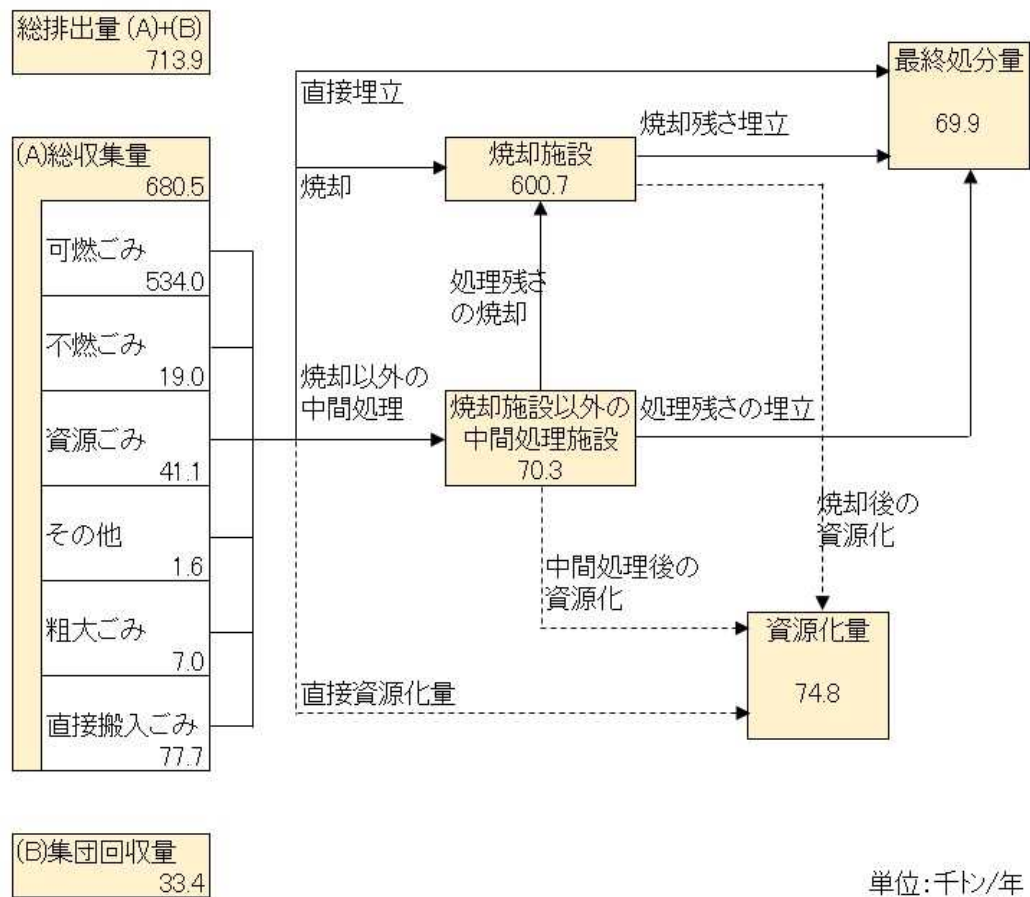 総排出量 (A)+(B)
713.9
(A)総収集量
680.5
可燃ごみ
534.0
不燃ごみ
19.0
資源ごみ
41.1
その他
1.6
粗大ごみ
7.0
直接搬入ごみ
77.7
(B)集団回収量
33.4
直接埋立
焼却
焼却以外の
中間処理
直接資源化量
焼却施設
600.7
処理残さ
の焼却
焼却施設以外の
中間処理施設
70.3
中間処理後の
資源化
焼却残さ埋立
処理残さの埋立
焼却後の
資源化
最終処分量
69.9
資源化量
74.8
単位:千トン/年